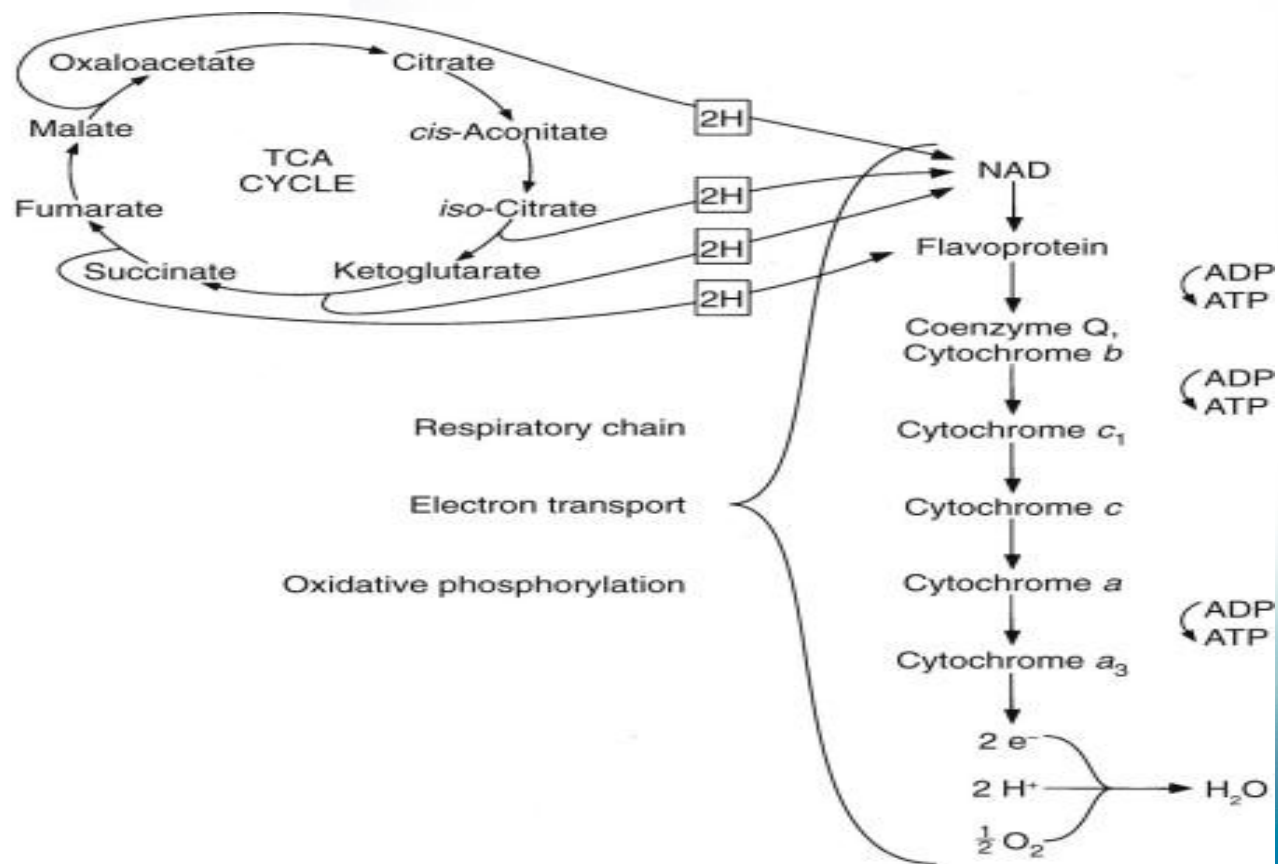 Oxaloacetate
Citrate
Malate
cis-Aconitate
2H
TCA
CYCLE
NAD
Fumarate
iso-Citrate
2H
2H
Flavoprotein
Succinate
Ketoglutarate
2H
ADP
ATP
Coenzyme Q,
Cytochrome b
ADP
ATP
Respiratory chain
Cytochrome c₁
Electron transport
Cytochrome c
Oxidative phosphorylation
Cytochrome a
ADP
ATP
Cytochrome a₃
2 e⁻
2 H⁺
H₂O
½ O₂